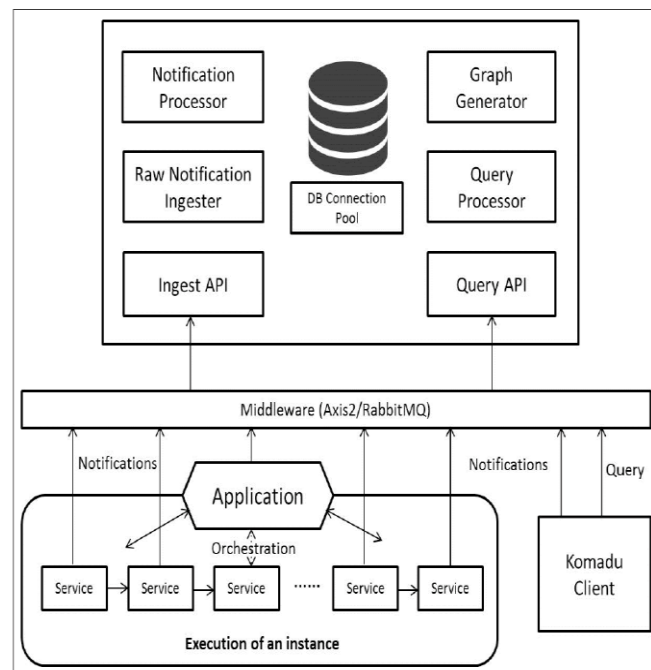 Notification
Processor
Graph
Generator
Raw Notification
Ingester
DB Connection
Pool
Query
Processor
Ingest API
Query API
Middleware (Axis2/RabbitMQ)
Notifications
Notifications
Query
Application
Orchestration
Service
Service
Service
......
Service
Service
Komadu
Client
Execution of an instance